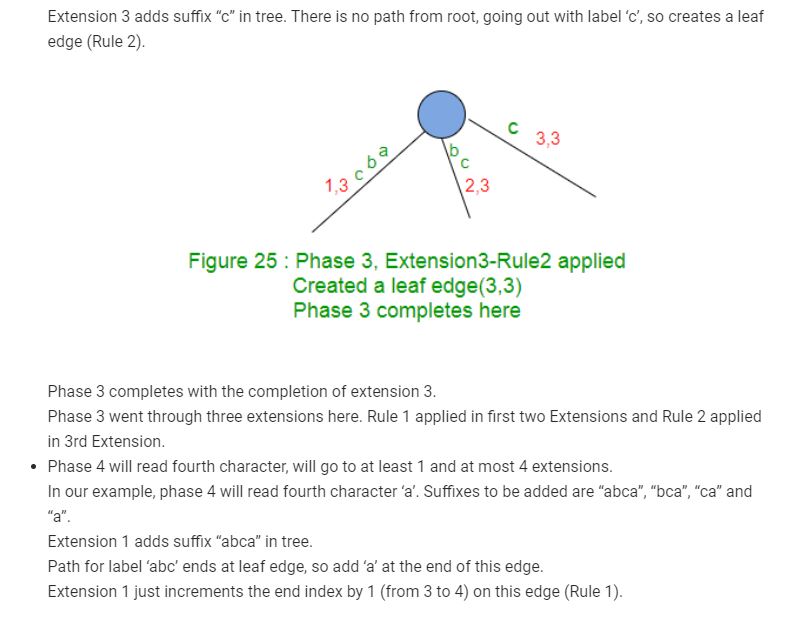 Extension 3 adds suffix “c” in tree. There is no path from root, going out with label ‘c’, so creates a leaf
edge (Rule 2).
a
b
c
1,3
b
c
2,3
c
3,3
Figure 25 : Phase 3, Extension3-Rule2 applied
Created a leaf edge(3,3)
Phase 3 completes here
Phase 3 completes with the completion of extension 3.
Phase 3 went through three extensions here. Rule 1 applied in first two Extensions and Rule 2 applied
in 3rd Extension.
• Phase 4 will read fourth character, will go to at least 1 and at most 4 extensions.
In our example, phase 4 will read fourth character ‘a’. Suffixes to be added are “abca”, “bca”, “ca” and
“a”.
Extension 1 adds suffix “abca” in tree.
Path for label ‘abc’ ends at leaf edge, so add ‘a’ at the end of this edge.
Extension 1 just increments the end index by 1 (from 3 to 4) on this edge (Rule 1).